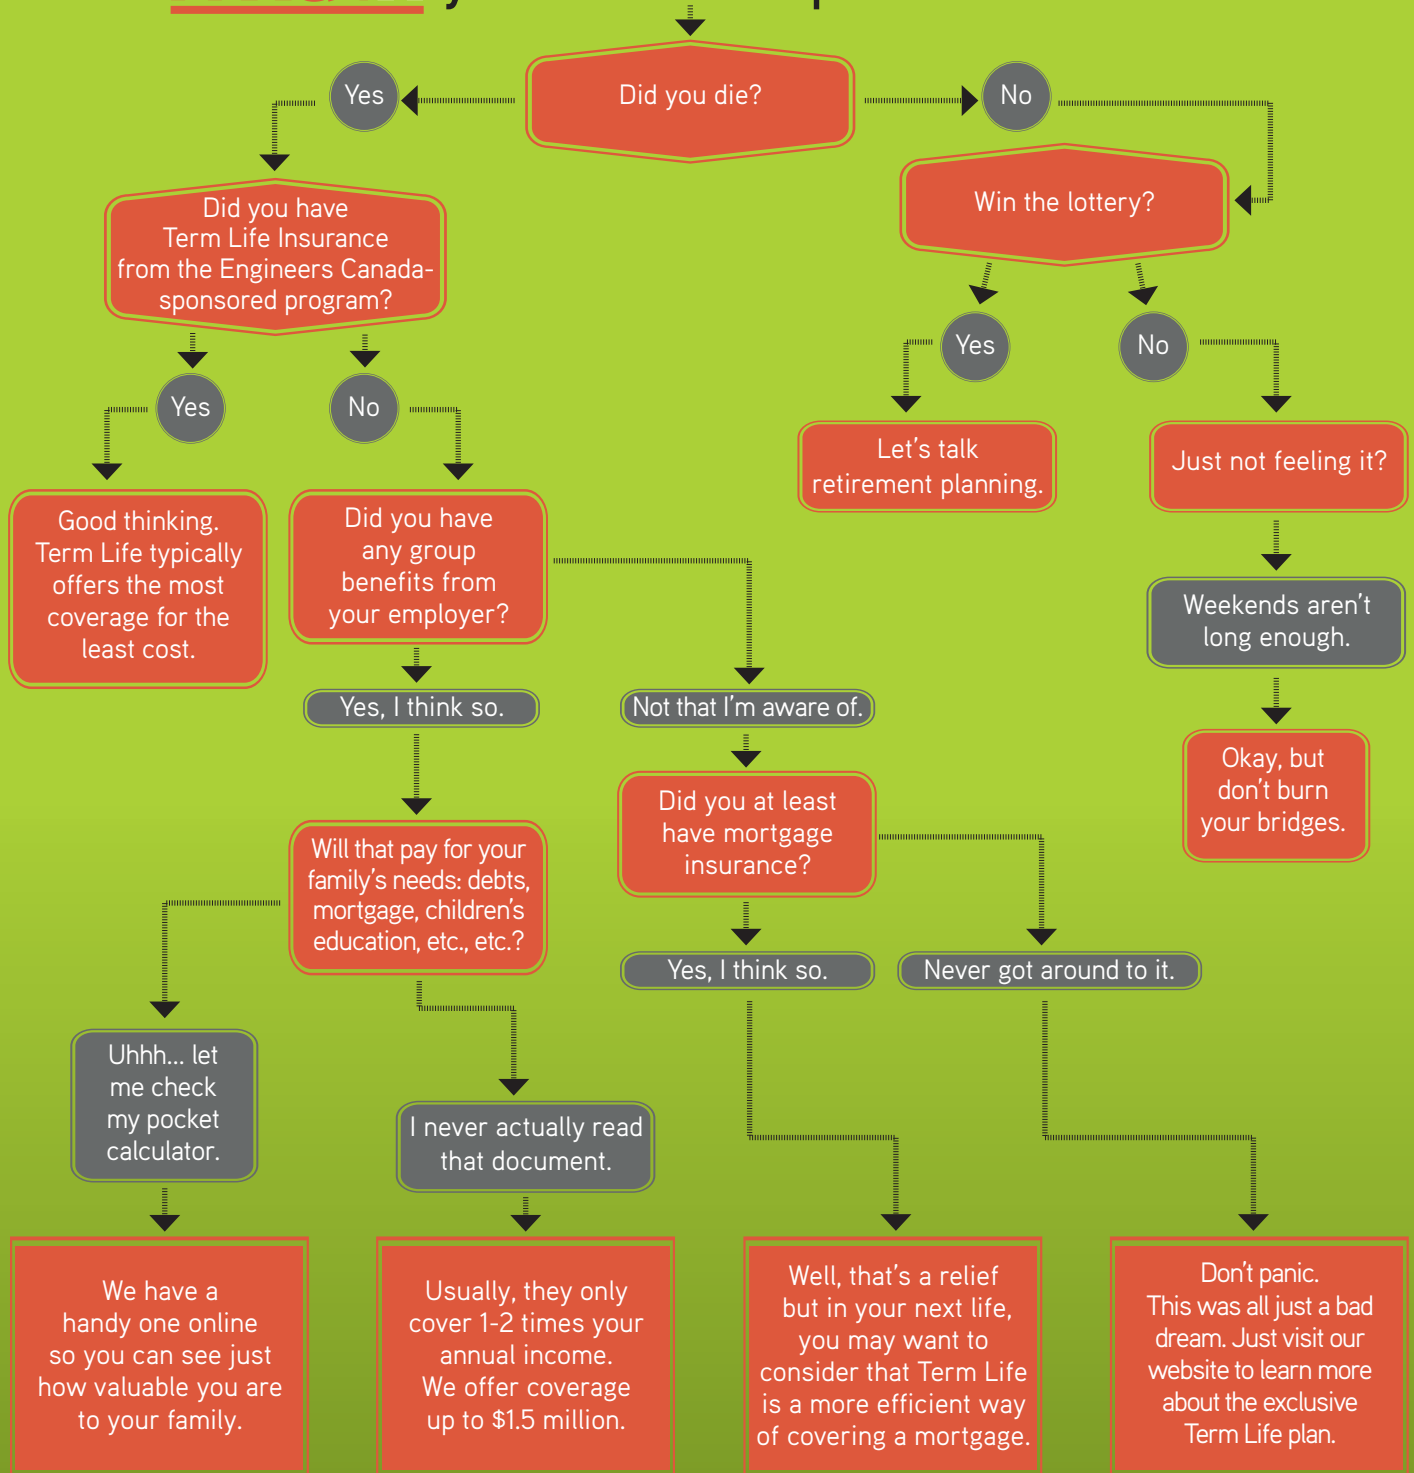 Did you die?
Yes
No
Did you have
Term Life Insurance
from the Engineers Canada-
sponsored program?
Win the lottery?
Yes
No
Yes
No
Let's talk
retirement planning.
Just not feeling it?
Good thinking.
Term Life typically
offers the most
coverage for the
least cost.
Did you have
any group
benefits from
your employer?
Weekends aren't
long enough.
Yes, I think so.
Not that I'm aware of.
Okay, but
don't burn
your bridges.
Will that pay for your
family's needs: debts,
mortgage, children's
education, etc., etc.?
Did you at least
have mortgage
insurance?
Yes, I think so.
Never got around to it.
Uhhh... let
me check
my pocket
calculator.
I never actually read
that document.
We have a
handy one online
so you can see just
how valuable you are
to your family.
Usually, they only
cover 1-2 times your
annual income.
We offer coverage
up to $1.5 million.
Well, that's a relief
but in your next life,
you may want to
consider that Term Life
is a more efficient way
of covering a mortgage.
Don't panic.
This was all just a bad
dream. Just visit our
website to learn more
about the exclusive
Term Life plan.